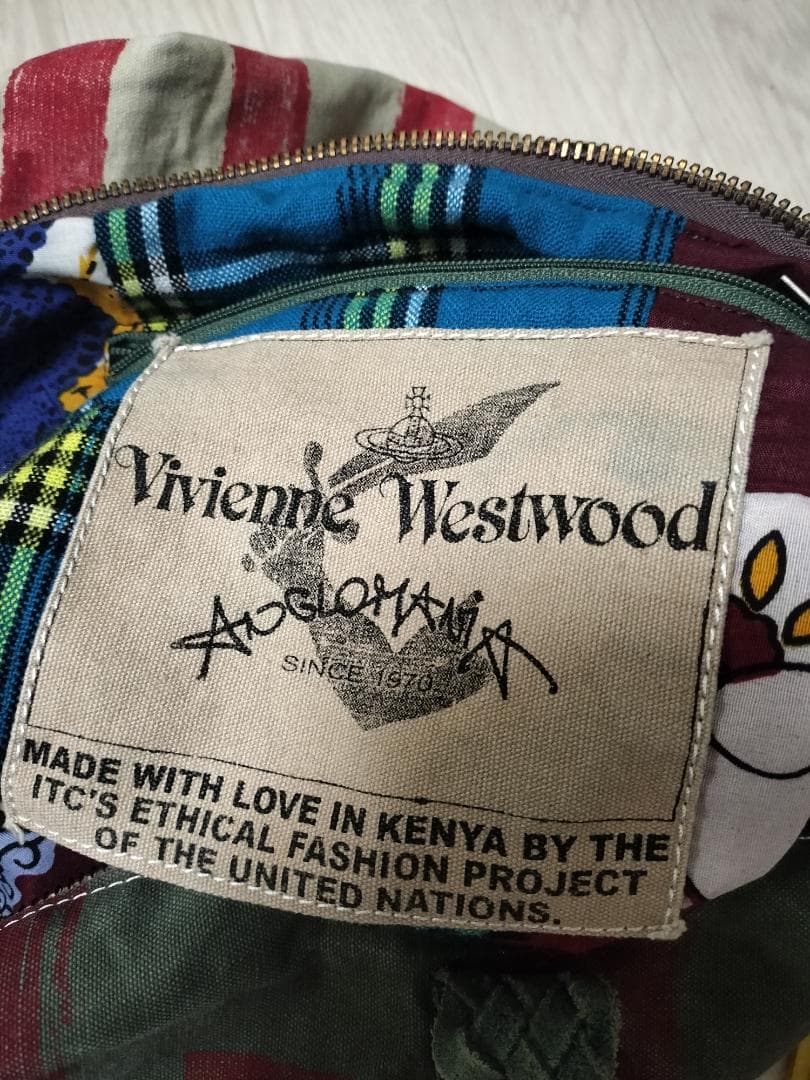 Vivienne Westwood
ANGLOMANIA
SINCE 1970
MADE WITH LOVE IN KENYA BY THE
ITC'S ETHICAL FASHION PROJECT
OF THE UNITED NATIONS.